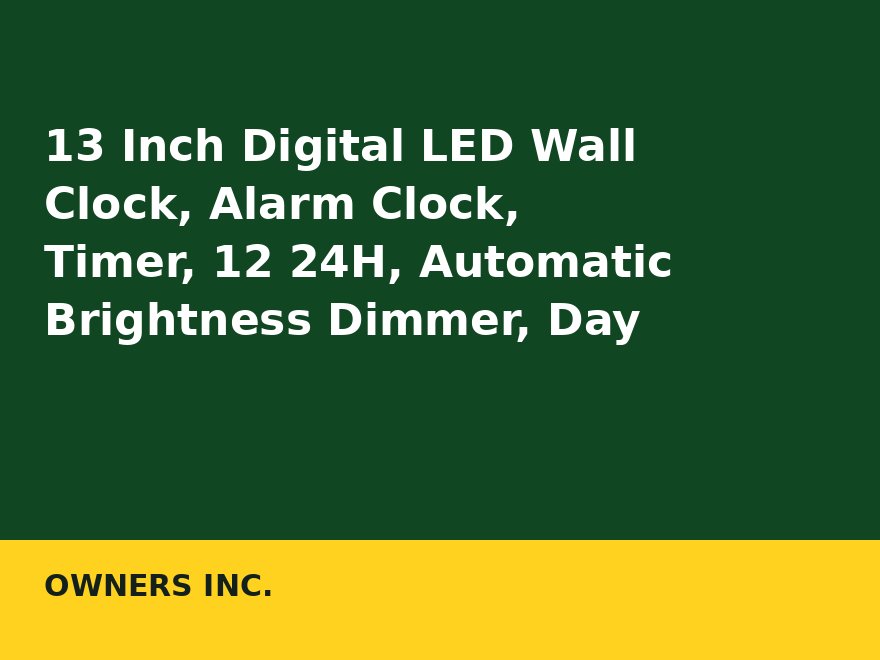 13 Inch Digital LED Wall
Clock, Alarm Clock,
Timer, 12 24H, Automatic
Brightness Dimmer, Day
OWNERS INC.